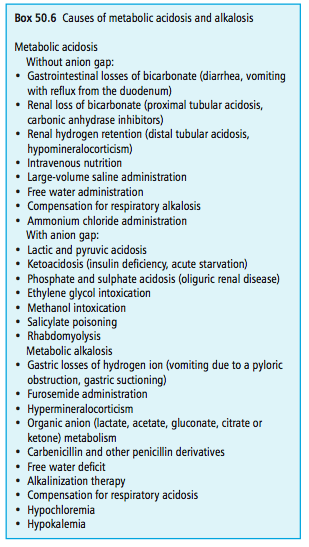 Box 50.6 Causes of metabolic acidosis and alkalosis
Metabolic acidosis
Without anion gap:
• Gastrointestinal losses of bicarbonate (diarrhea, vomiting
with reflux from the duodenum)
• Renal loss of bicarbonate (proximal tubular acidosis,
carbonic anhydrase inhibitors)
• Renal hydrogen retention (distal tubular acidosis,
hypomineralocorticism)
• Intravenous nutrition
• Large-volume saline administration
• Free water administration
• Compensation for respiratory alkalosis
• Ammonium chloride administration
With anion gap:
• Lactic and pyruvic acidosis
• Ketoacidosis (insulin deficiency, acute starvation)
• Phosphate and sulphate acidosis (oliguric renal disease)
• Ethylene glycol intoxication
• Methanol intoxication
• Salicylate poisoning
• Rhabdomyolysis
Metabolic alkalosis
• Gastric losses of hydrogen ion (vomiting due to a pyloric
obstruction, gastric suctioning)
• Furosemide administration
• Hypermineralocorticism
• Organic anion (lactate, acetate, gluconate, citrate or
ketone) metabolism
• Carbenicillin and other penicillin derivatives
• Free water deficit
• Alkalinization therapy
• Compensation for respiratory acidosis
• Hypochloremia
• Hypokalemia